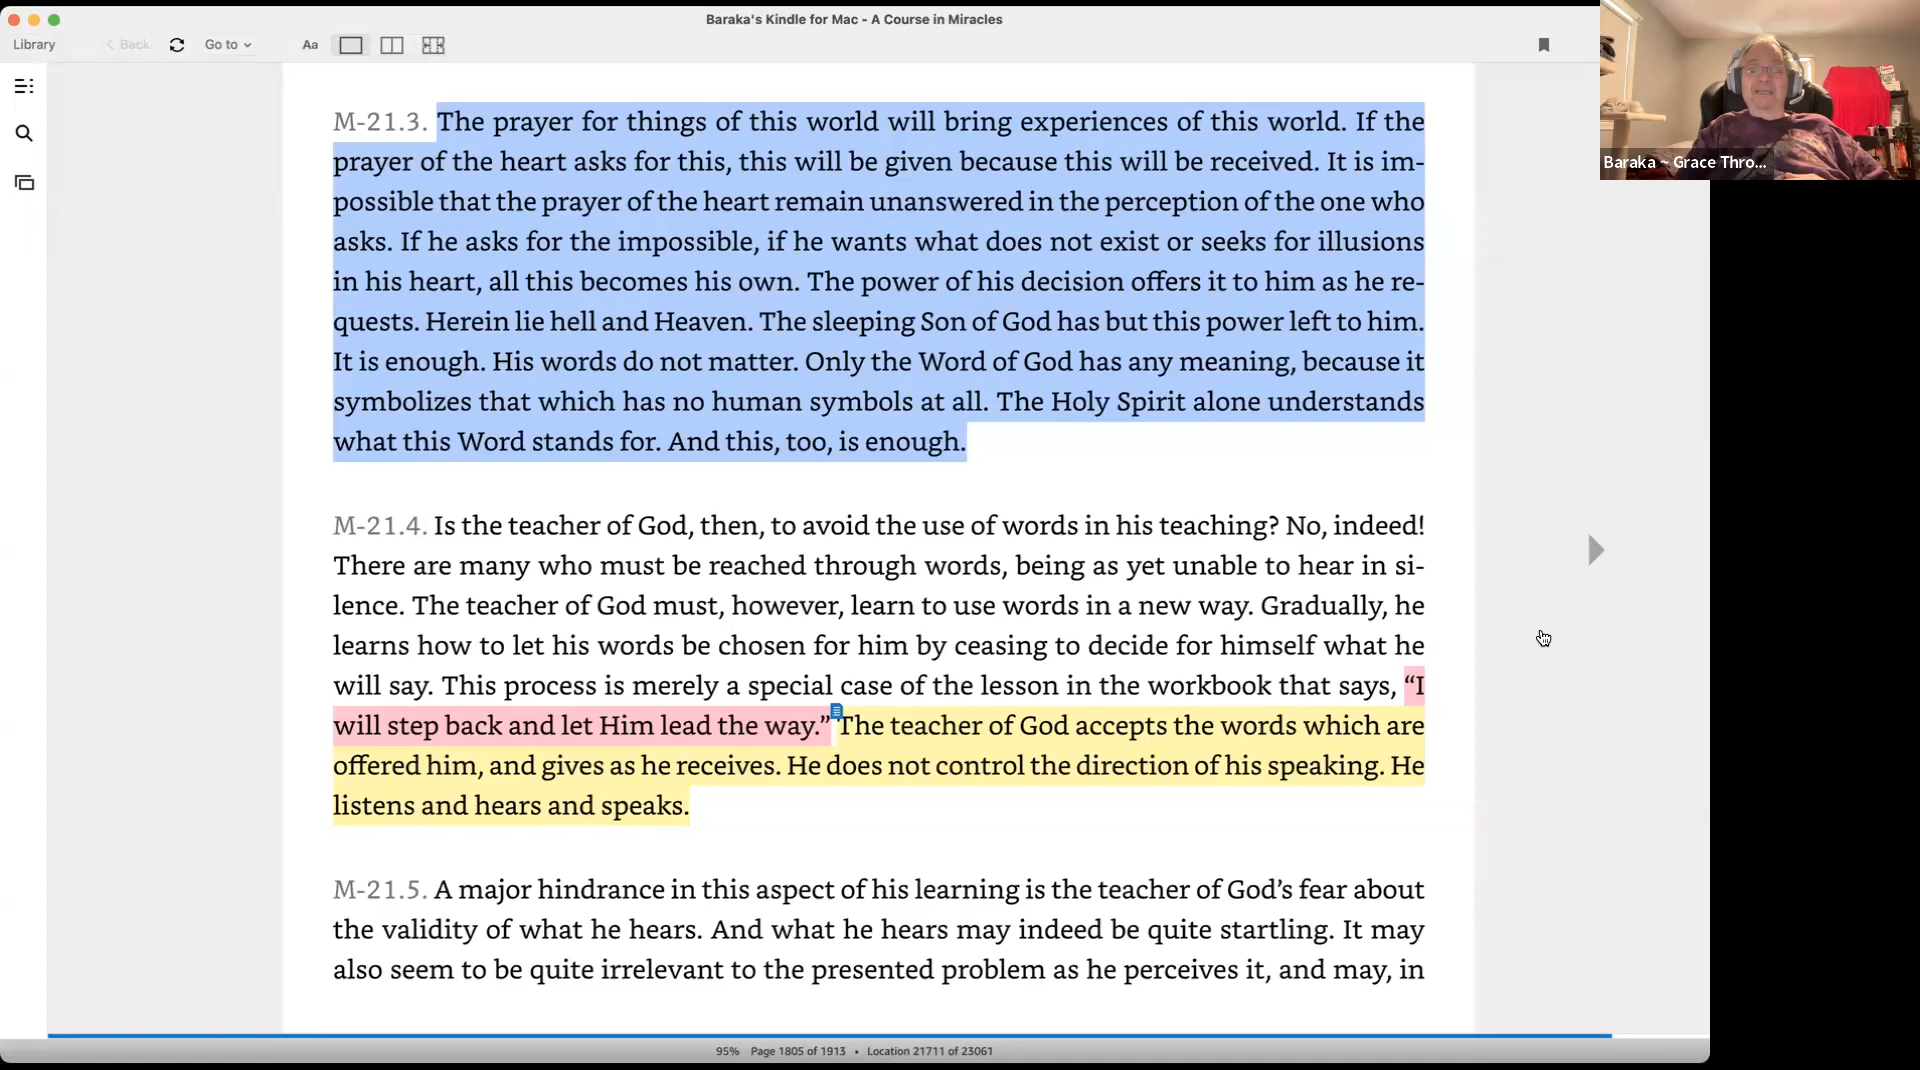 Baraka's Kindle for Mac - A Course in Miracles
Library
Back
Go to
Aa
Baraka ~ Grace Thro...
M-21.3. The prayer for things of this world will bring experiences of this world. If the
prayer of the heart asks for this, this will be given because this will be received. It is im-
possible that the prayer of the heart remain unanswered in the perception of the one who
asks. If he asks for the impossible, if he wants what does not exist or seeks for illusions
in his heart, all this becomes his own. The power of his decision offers it to him as he re-
quests. Herein lie hell and Heaven. The sleeping Son of God has but this power left to him.
It is enough. His words do not matter. Only the Word of God has any meaning, because it
symbolizes that which has no human symbols at all. The Holy Spirit alone understands
what this Word stands for. And this, too, is enough.
M-21.4. Is the teacher of God, then, to avoid the use of words in his teaching? No, indeed!
There are many who must be reached through words, being as yet unable to hear in si-
lence. The teacher of God must, however, learn to use words in a new way. Gradually, he
learns how to let his words be chosen for him by ceasing to decide for himself what he
will say. This process is merely a special case of the lesson in the workbook that says, “I
will step back and let Him lead the way.” The teacher of God accepts the words which are
offered him, and gives as he receives. He does not control the direction of his speaking. He
listens and hears and speaks.
M-21.5. A major hindrance in this aspect of his learning is the teacher of God’s fear about
the validity of what he hears. And what he hears may indeed be quite startling. It may
also seem to be quite irrelevant to the presented problem as he perceives it, and may, in
95% Page 1805 of 1913 • Location 21711 of 23061